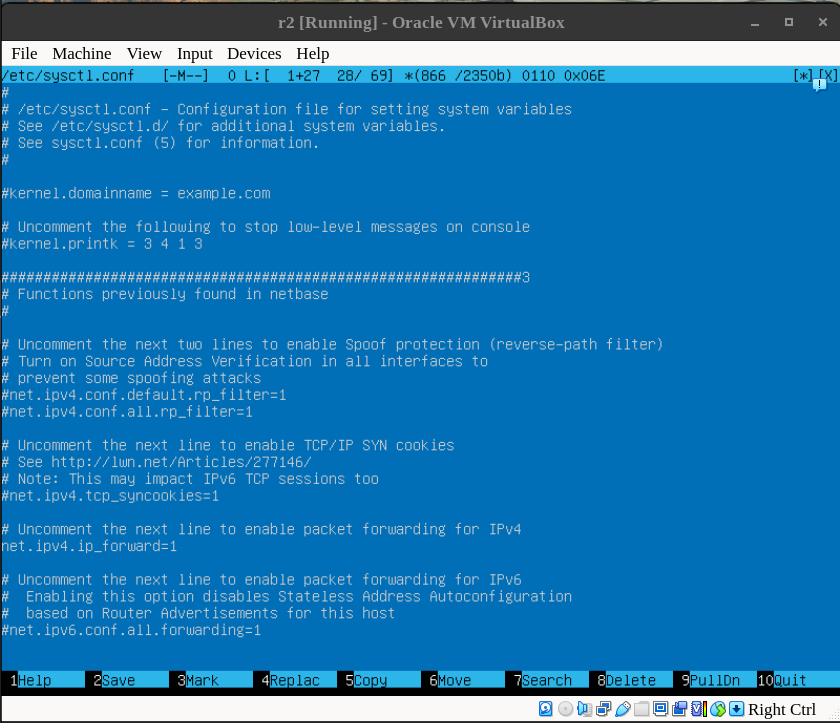 r2 [Running] - Oracle VM VirtualBox
File Machine View Input Devices Help
/etc/sysctl.conf [-M--] 0 L:[ 1+27 28/ 69] *(866 /2350b) 0110 0x06E [*][X]
#
# /etc/sysctl.conf - Configuration file for setting system variables
# See /etc/sysctl.d/ for additional system variables.
# See sysctl.conf (5) for information.
#
#kernel.domainname = example.com
# Uncomment the following to stop low-level messages on console
#kernel.printk = 3 4 1 3
##############################################################3
# Functions previously found in netbase
#
# Uncomment the next two lines to enable Spoof protection (reverse-path filter)
# Turn on Source Address Verification in all interfaces to
# prevent some spoofing attacks
#net.ipv4.conf.default.rp_filter=1
#net.ipv4.conf.all.rp_filter=1
# Uncomment the next line to enable TCP/IP SYN cookies
# See http://lwn.net/Articles/277146/
# Note: This may impact IPv6 TCP sessions too
#net.ipv4.tcp_syncookies=1
# Uncomment the next line to enable packet forwarding for IPv4
net.ipv4.ip_forward=1
# Uncomment the next line to enable packet forwarding for IPv6
#  Enabling this option disables Stateless Address Autoconfiguration
#  based on Router Advertisements for this host
#net.ipv6.conf.all.forwarding=1
1Help 2Save 3Mark 4Replac 5Copy 6Move 7Search 8Delete 9PullDn 10Quit
Right Ctrl